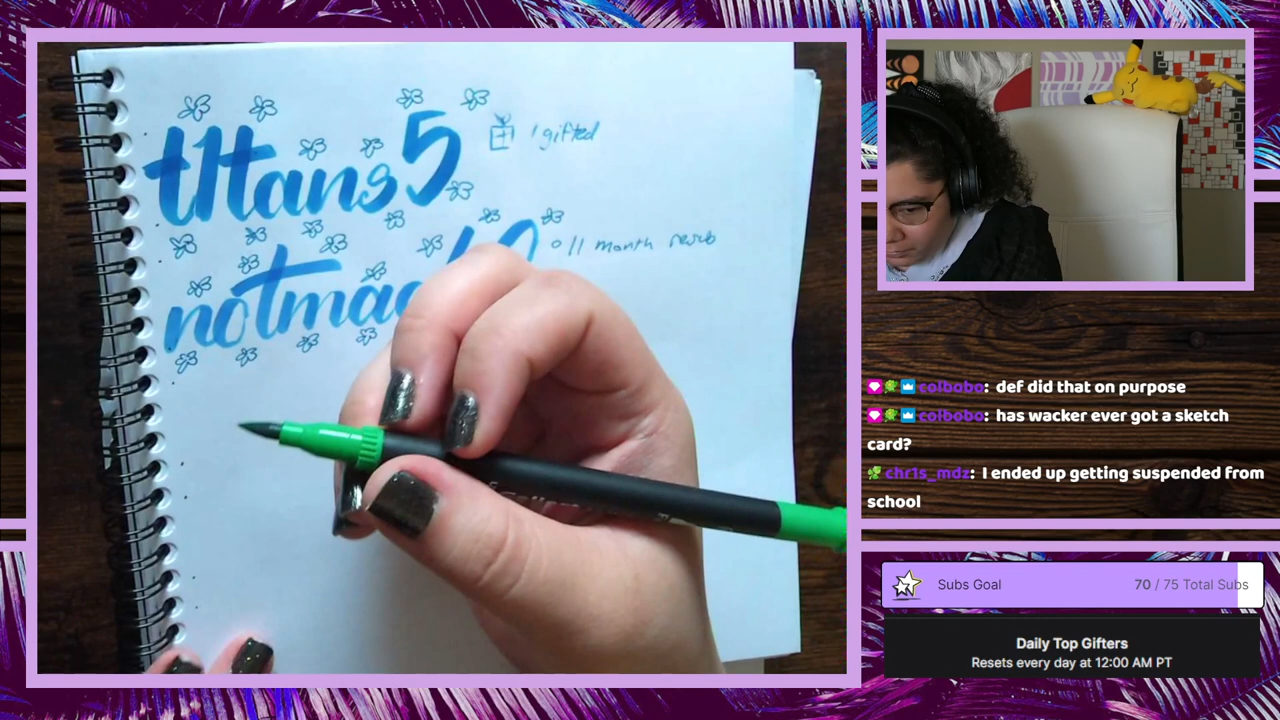 titans5
1 gifted
11 month resub
colbobo: def did that on purpose
colbobo: has wacker ever got a sketch
card?
chr1s_mdz: I ended up getting suspended from
school
Subs Goal 70 / 75 Total Subs
Daily Top Gifters
Resets every day at 12:00 AM PT